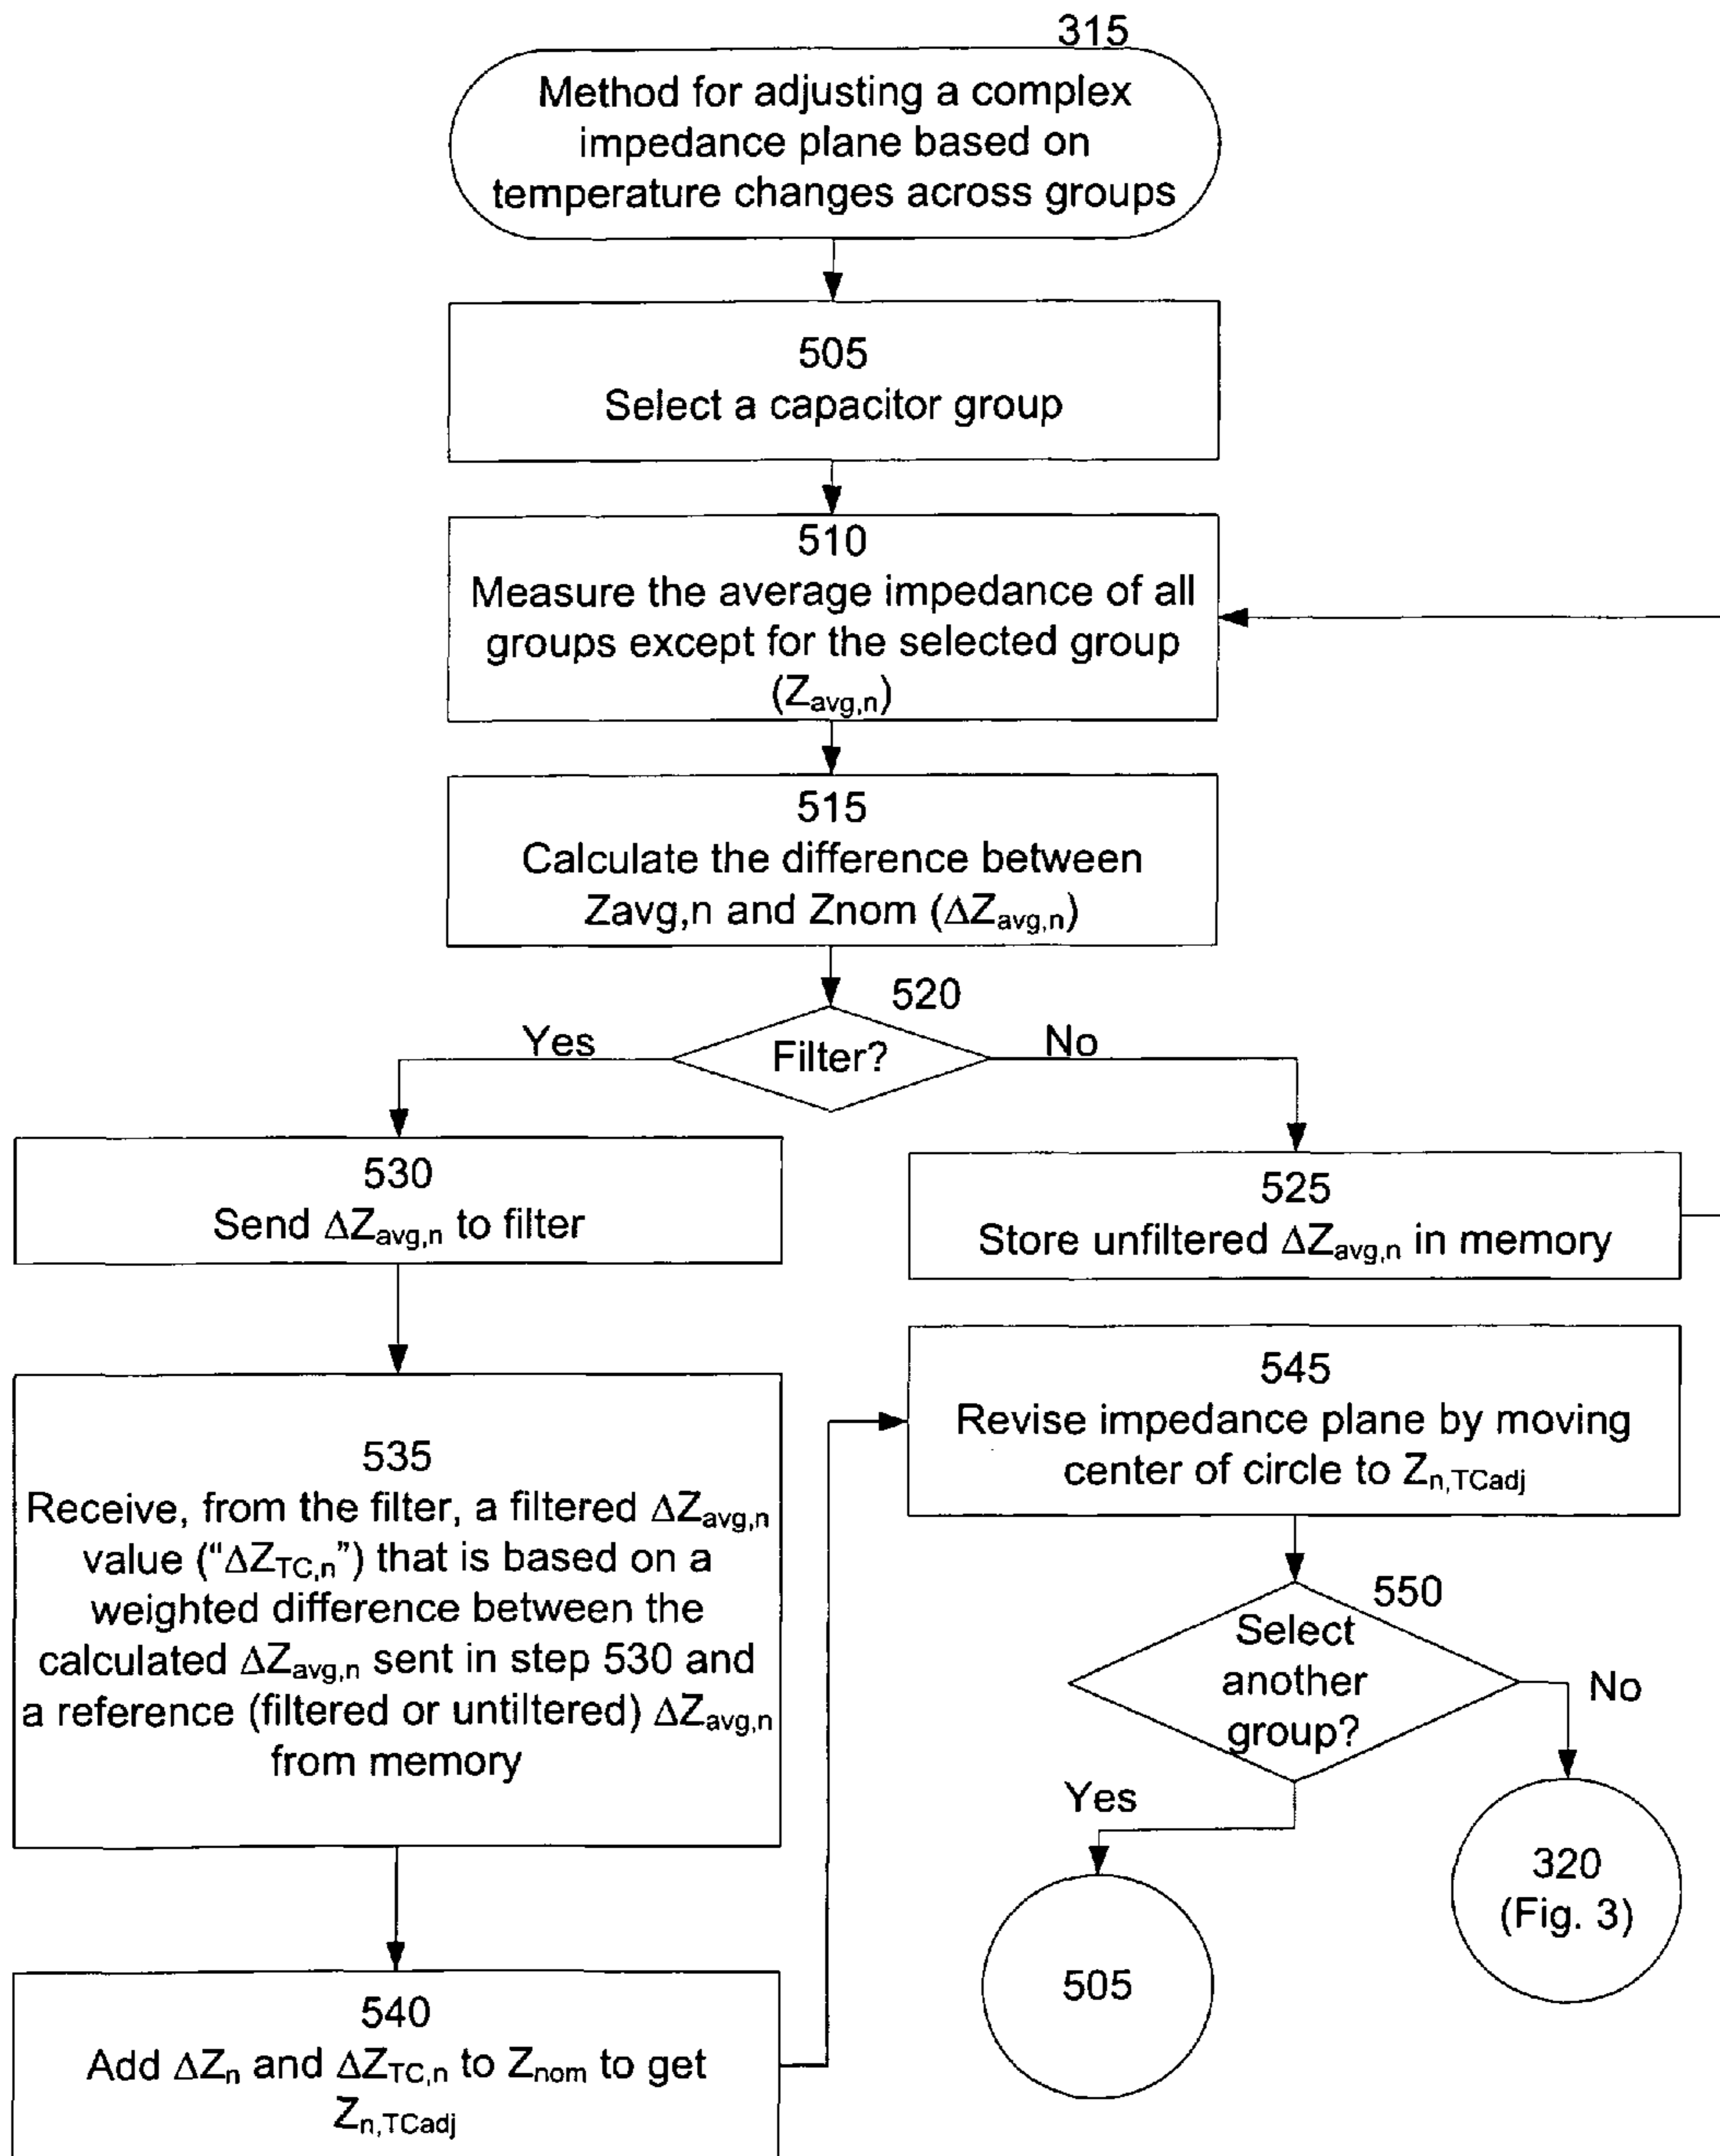 315
Method for adjusting a complex
impedance plane based on
temperature changes across groups
505
Select a capacitor group
510
Measure the average impedance of all
groups except for the selected group
(Zavg,n)
515
Calculate the difference between
Zavg,n and Znom (ΔZavg,n)
520
Filter?
Yes
No
530
Send ΔZavg,n to filter
525
Store unfiltered ΔZavg,n in memory
535
Receive, from the filter, a filtered ΔZavg,n
value (“ΔZTC,n”) that is based on a
weighted difference between the
calculated ΔZavg,n sent in step 530 and
a reference (filtered or untiltered) ΔZavg,n
from memory
540
Add ΔZn and ΔZTC,n to Znom to get
Zn,TCadj
545
Revise impedance plane by moving
center of circle to Zn,TCadj
550
Select
another
group?
Yes
No
505
320
(Fig. 3)